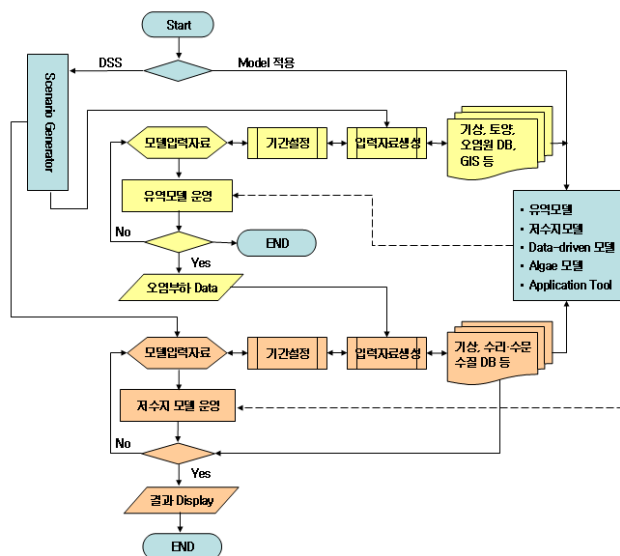 Start
DSS
Model 적용
Scenario Generator
모델입력자료
기간설정
입력자료생성
기상, 토양,
오염원 DB,
GIS 등
유역모델 운영
No
END
Yes
오염부하 Data
• 유역모델
• 저수지모델
• Data-driven 모델
• Algae 모델
• Application Tool
모델입력자료
기간설정
입력자료생성
기상, 수리·수문
수질 DB 등
저수지 모델 운영
No
Yes
결과 Display
END